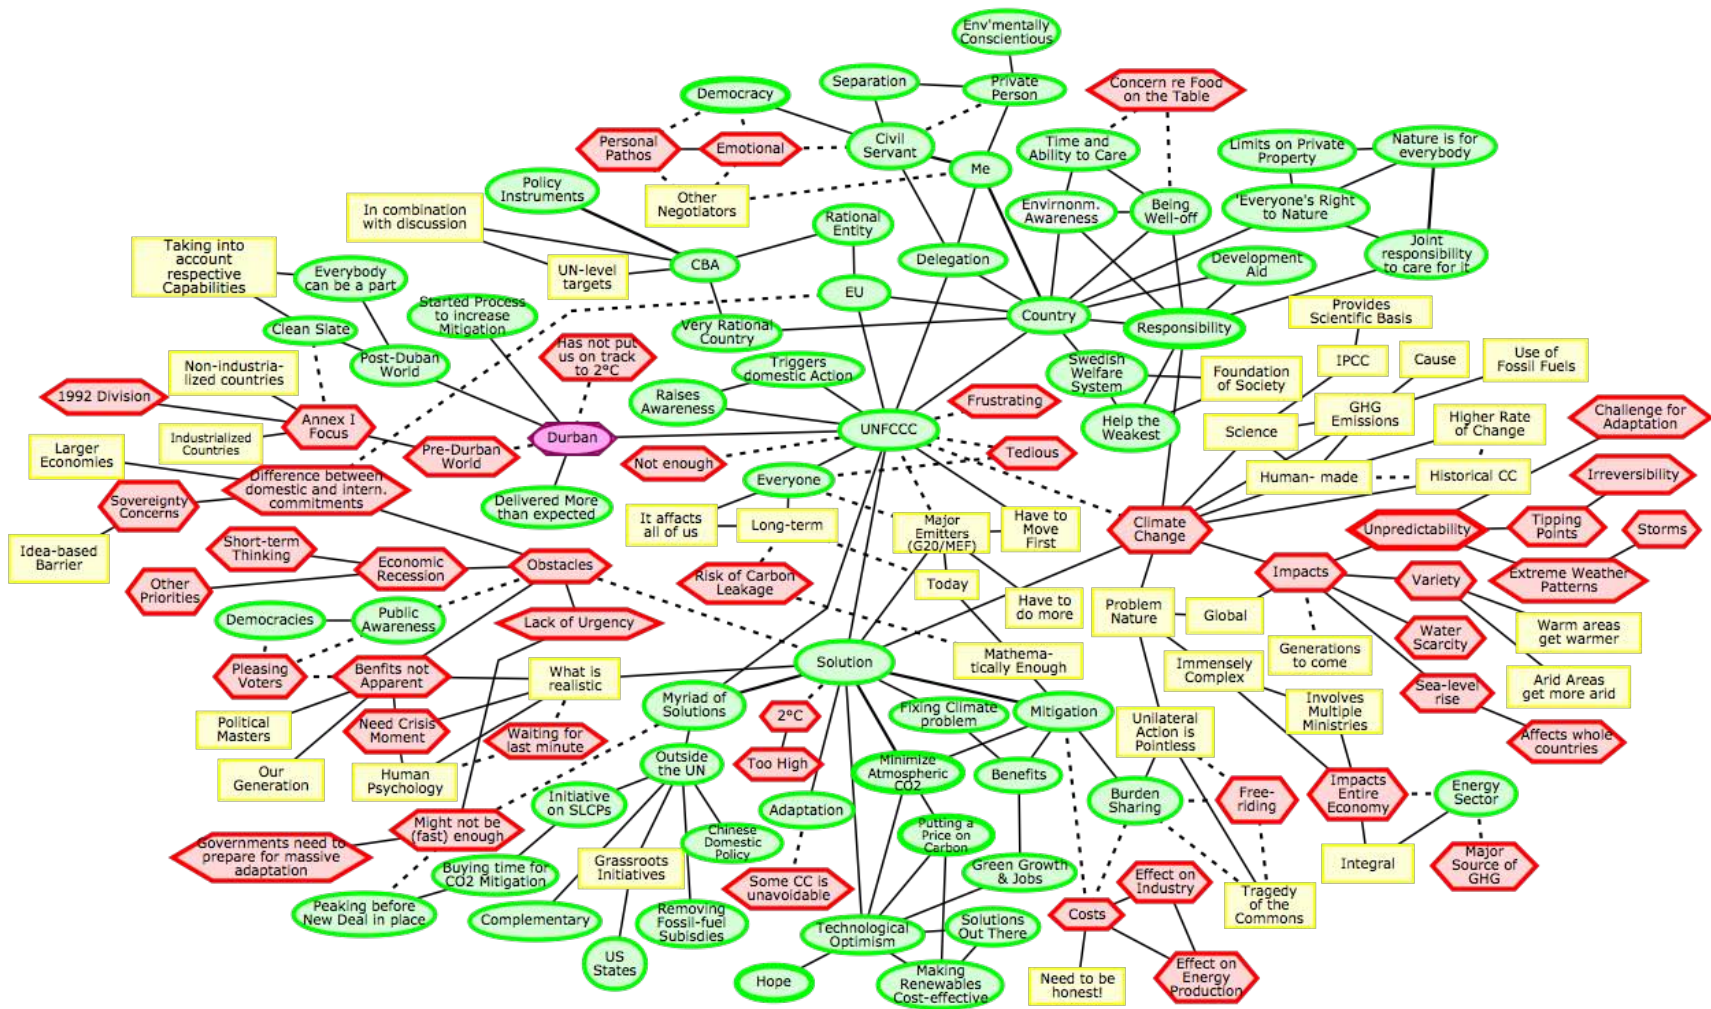 Env'mentally
Conscientious
Separation
Private
Person
Concern re Food
on the Table
Democracy
Personal
Pathos
Emotional
Civil
Servant
Me
Time and
Ability to Care
Limits on Private
Property
Nature is for
everybody
Policy
Instruments
Other
Negotiators
In combination
with discussion
Rational
Entity
Envirnonm.
Awareness
Being
Well-off
'Everyone's Right
to Nature
Joint
responsibility
to care for it
Taking into
account
respective
Capabilities
Everybody
can be a part
UN-level
targets
CBA
Delegation
Development
Aid
EU
Started Process
to increase
Mitigation
Clean Slate
Very Rational
Country
Country
Responsibility
Provides
Scientific Basis
Post-Duban
World
Has not put
us on track
to 2°C
Triggers
domestic Action
Swedish
Welfare
System
Foundation
of Society
IPCC
Cause
Use of
Fossil Fuels
Non-industria-
lized countries
1992 Division
Annex I
Focus
Raises
Awareness
Frustrating
Help the
Weakest
Science
GHG
Emissions
Higher Rate
of Change
Challenge for
Adaptation
Industrialized
Countries
Larger
Economies
Pre-Durban
World
Durban
UNFCCC
Not enough
Tedious
Human- made
Historical CC
Irreversibility
Difference between
domestic and intern.
commitments
Sovereignty
Concerns
Everyone
Delivered More
than expected
It affects
all of us
Long-term
Major
Emitters
(G20/MEF)
Have to
Move
First
Climate
Change
Unpredictability
Tipping
Points
Storms
Idea-based
Barrier
Short-term
Thinking
Economic
Recession
Obstacles
Other
Priorities
Risk of Carbon
Leakage
Today
Impacts
Variety
Extreme Weather
Patterns
Democracies
Public
Awareness
Lack of Urgency
Have to
do more
Problem
Nature
Global
Water
Scarcity
Warm areas
get warmer
Generations
to come
Pleasing
Voters
Benfits not
Apparent
What is
realistic
Solution
Mathema-
tically Enough
Immensely
Complex
Sea-level
rise
Arid Areas
get more arid
Political
Masters
Need Crisis
Moment
Waiting for
last minute
Myriad of
Solutions
2°C
Fixing Climate
problem
Mitigation
Unilateral
Action is
Pointless
Involves
Multiple
Ministries
Affects whole
countries
Our
Generation
Human
Psychology
Outside
the UN
Too High
Minimize
Atmospheric
CO2
Benefits
Burden
Sharing
Free-
riding
Impacts
Entire
Economy
Energy
Sector
Initiative
on SLCPs
Adaptation
Might not be
(fast) enough
Chinese
Domestic
Policy
Putting a
Price on
Carbon
Governments need to
prepare for massive
adaptation
Buying time for
CO2 Mitigation
Grassroots
Initiatives
Some CC is
unavoidable
Green Growth
& Jobs
Effect on
Industry
Integral
Major
Source of
GHG
Peaking before
New Deal in place
Complementary
Removing
Fossil-fuel
Subisdies
Technological
Optimism
Solutions
Out There
Costs
Tragedy
of the
Commons
US
States
Hope
Making
Renewables
Cost-effective
Need to be
honest!
Effect on
Energy
Production